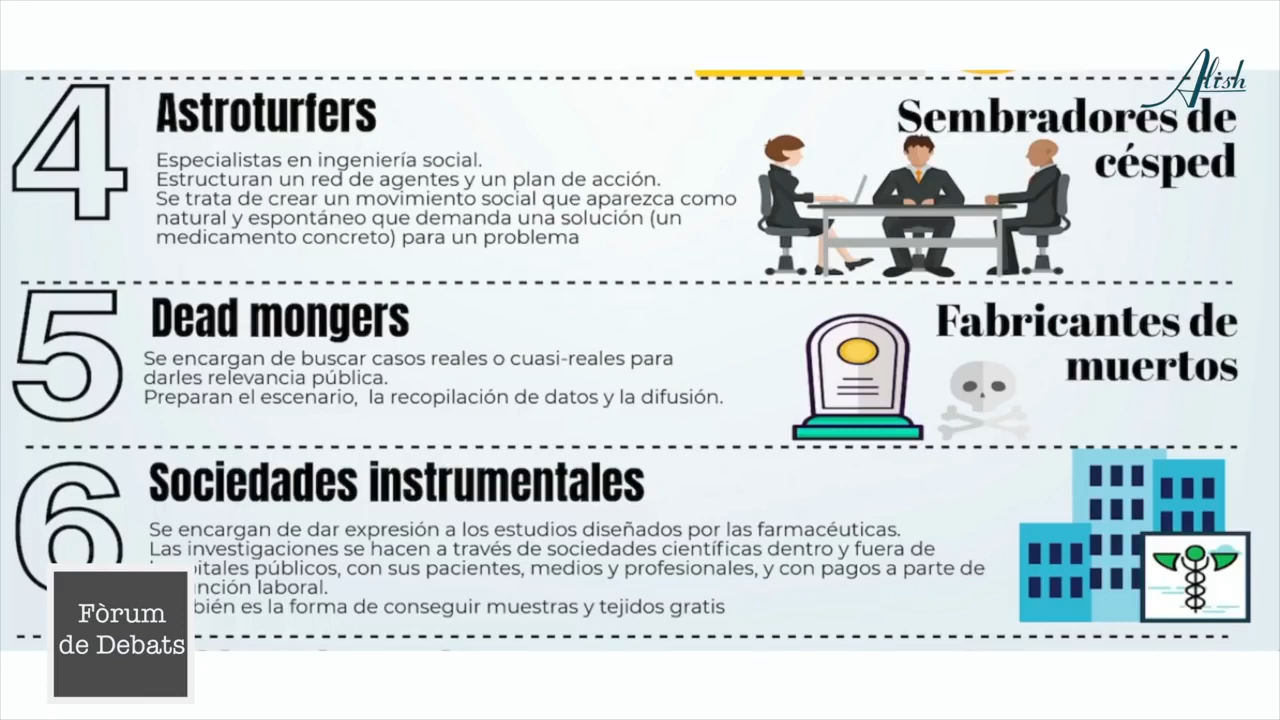 Alish
4
Astroturfers
Sembradores de
césped
Especialistas en ingeniería social.
Estructuran un red de agentes y un plan de acción.
Se trata de crear un movimiento social que aparezca como
natural y espontáneo que demanda una solución (un
medicamento concreto) para un problema
5
Dead mongers
Fabricantes de
muertos
Se encargan de buscar casos reales o cuasi-reales para
darles relevancia pública.
Preparan el escenario, la recopilación de datos y la difusión.
6
Sociedades instrumentales
Se encargan de dar expresión a los estudios diseñados por las farmacéuticas.
Las investigaciones se hacen a través de sociedades científicas dentro y fuera de
públicos, con sus pacientes, medios y profesionales, y con pagos a parte de
laboral.
es la forma de conseguir muestras y tejidos gratis
Fòrum
de Debats